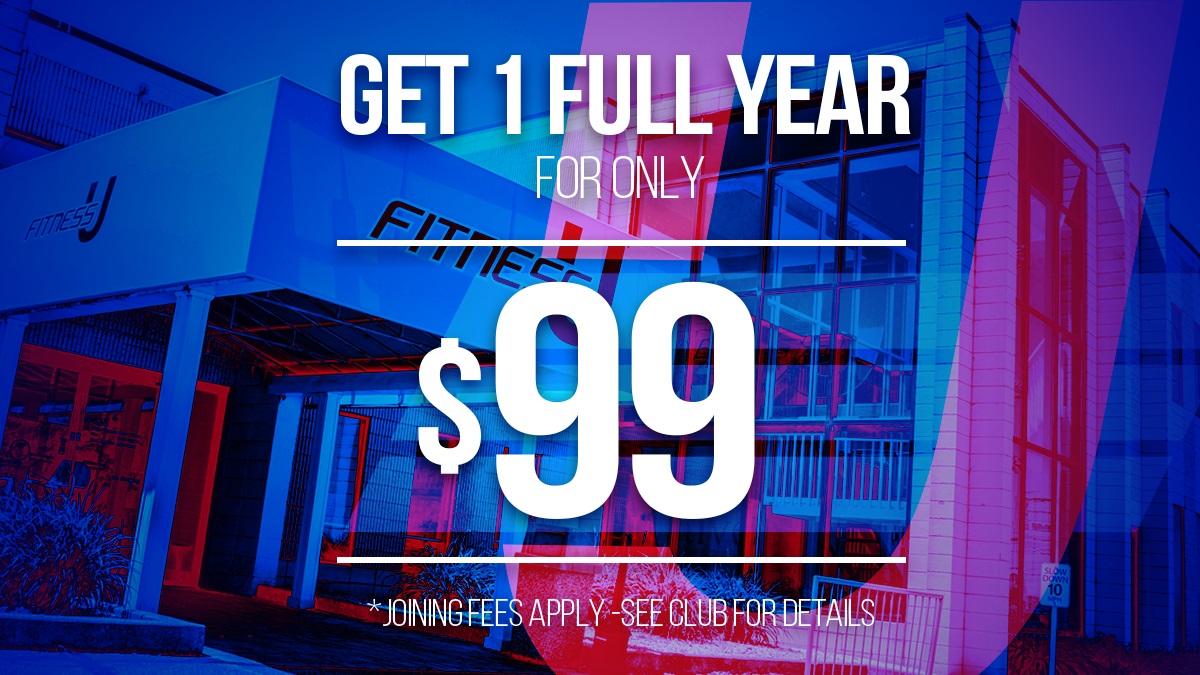 GET 1 FULL YEAR
FOR ONLY
FITNESS U
FITNESS U
$99
*JOINING FEES APPLY - SEE CLUB FOR DETAILS
SLOW
DOWN
10
MPH